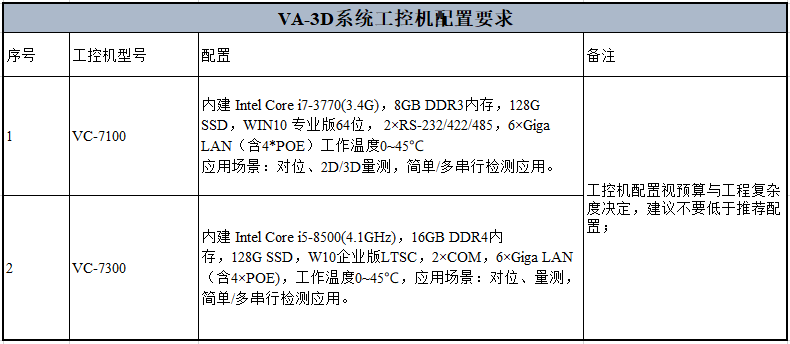 VA-3D系统工控机配置要求
序号 工控机型号 配置 备注
1 VC-7100
内建 Intel Core i7-3770(3.4G)，8GB DDR3内存，128G
SSD，WIN10 专业版64位， 2×RS-232/422/485，6×Giga
LAN（含4*POE）工作温度0~45℃
应用场景：对位、2D/3D量测，简单/多串行检测应用。
2 VC-7300
内建 Intel Core i5-8500(4.1GHz)，16GB DDR4内
存，128G SSD，W10企业版LTSC，2×COM，6×Giga LAN
（含4×POE)，工作温度0~45℃，应用场景：对位、量测，
简单/多串行检测应用。
工控机配置视预算与工程复杂
度决定，建议不要低于推荐配
置；